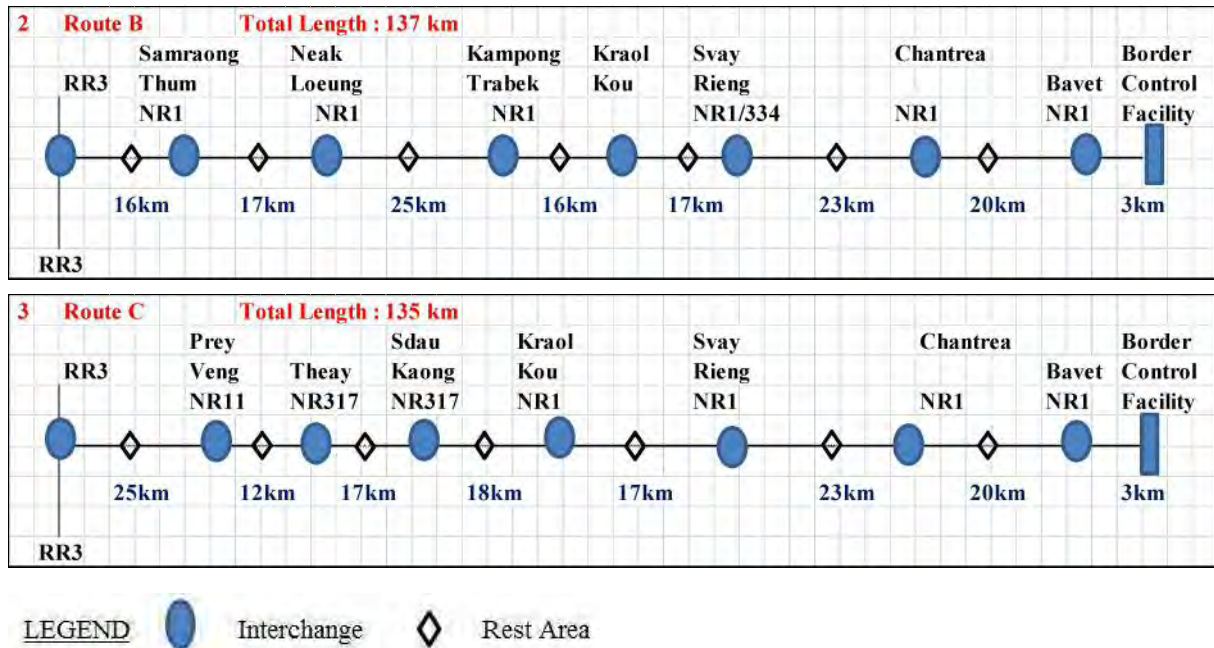 2 Route B Total Length : 137 km
Samraong Neak Kampong Kraol Svay Chantrea Border
RR3 Thum Loeung Trabek Kou Rieng Bavet Control
NR1 NR1 NR1 NR1/334 NR1 NR1 Facility
16km 17km 25km 16km 17km 23km 20km 3km
RR3
3 Route C Total Length : 135 km
Prey Sdau Kraol Svay Chantrea Border
RR3 Veng Theay Kaong Kou Rieng Bavet Control
NR11 NR317 NR317 NR1 NR1 NR1 NR1 Facility
25km 12km 17km 18km 17km 23km 20km 3km
RR3
LEGEND Interchange Rest Area